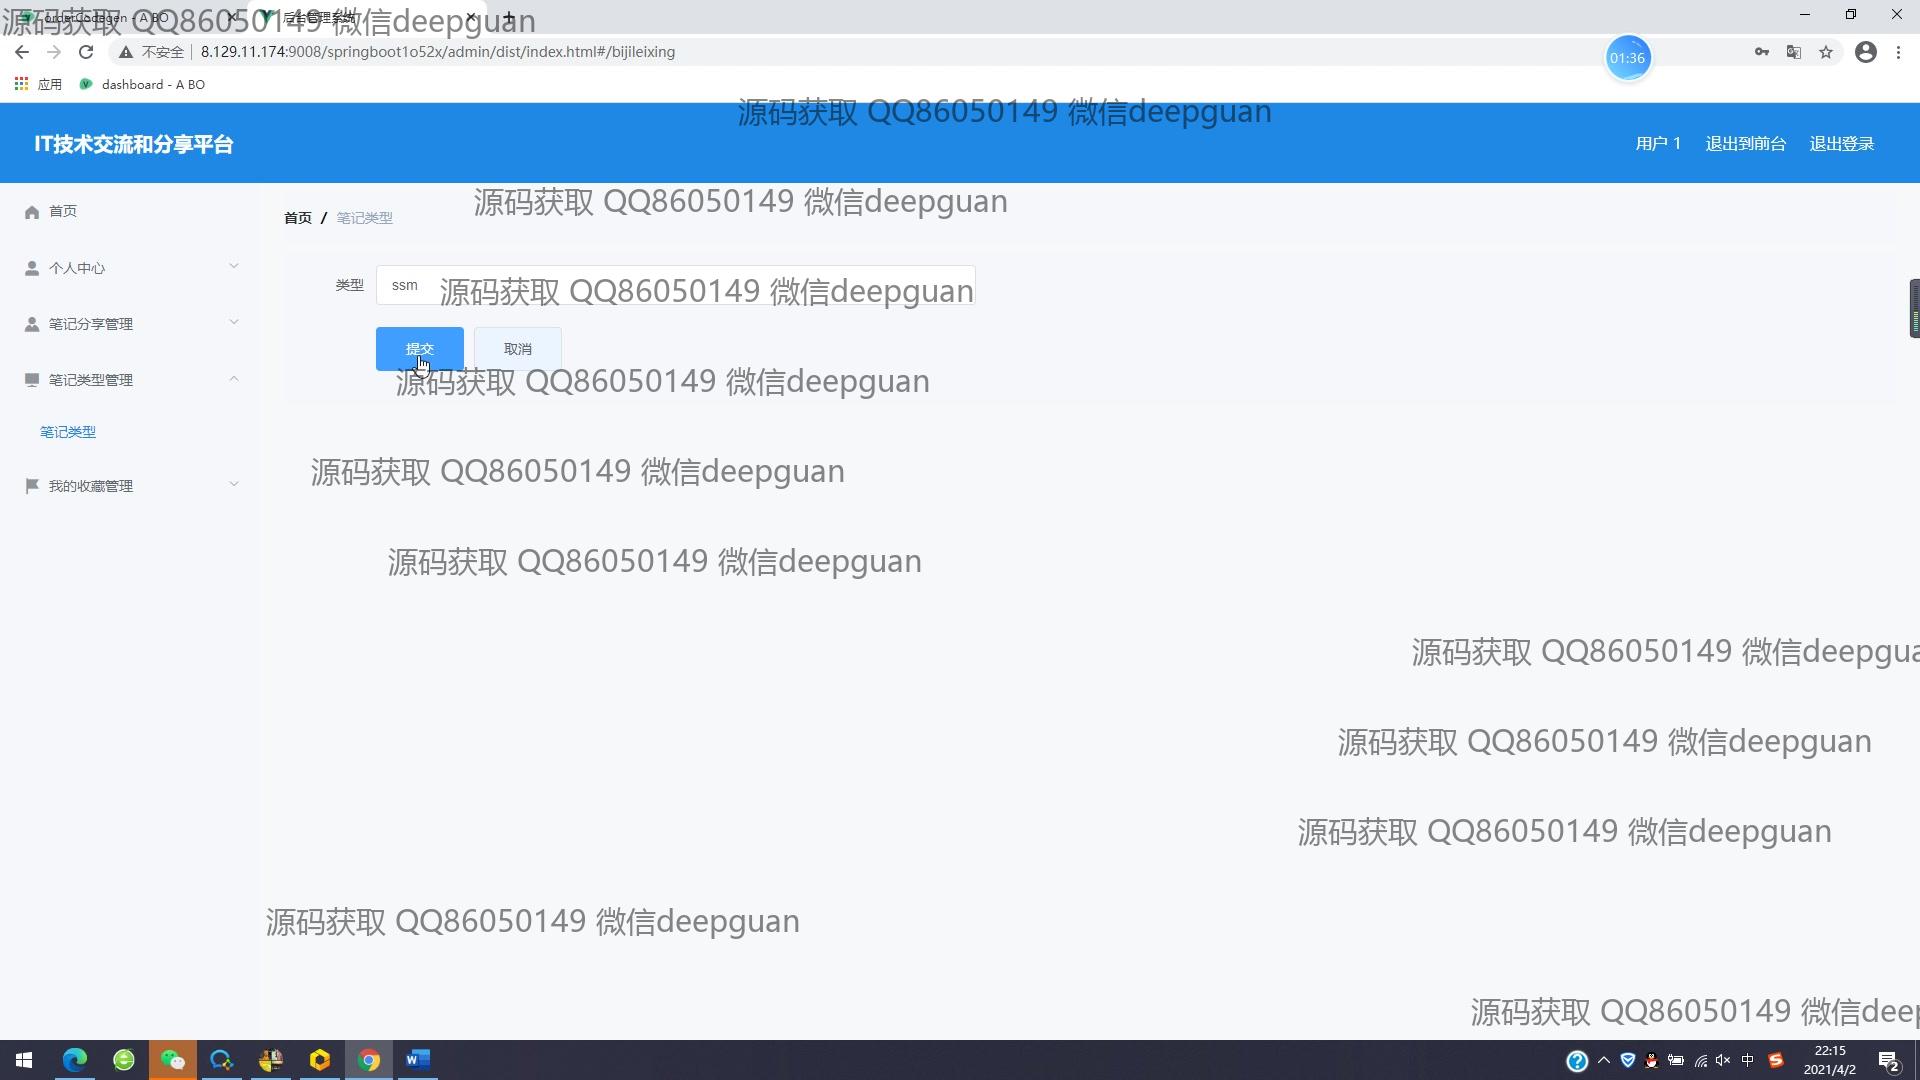 orderCodegen - A BO
后台管理系统
源码获取 QQ86050149 微信deepguan
不安全
8.129.11.174:9008/springboot1o52x/admin/dist/index.html#/bijileixing
01:36
应用
dashboard - A BO
源码获取 QQ86050149 微信deepguan
IT技术交流和分享平台
用户 1
退出到前台
退出登录
源码获取 QQ86050149 微信deepguan
首页
首页 / 笔记类型
个人中心
类型
ssm
源码获取 QQ86050149 微信deepguan
笔记分享管理
提交
取消
笔记类型管理
源码获取 QQ86050149 微信deepguan
笔记类型
源码获取 QQ86050149 微信deepguan
我的收藏管理
源码获取 QQ86050149 微信deepguan
源码获取 QQ86050149 微信deepgua
源码获取 QQ86050149 微信deepguan
源码获取 QQ86050149 微信deepguan
源码获取 QQ86050149 微信deepguan
源码获取 QQ86050149 微信deep
中
22:15
2021/4/2
2